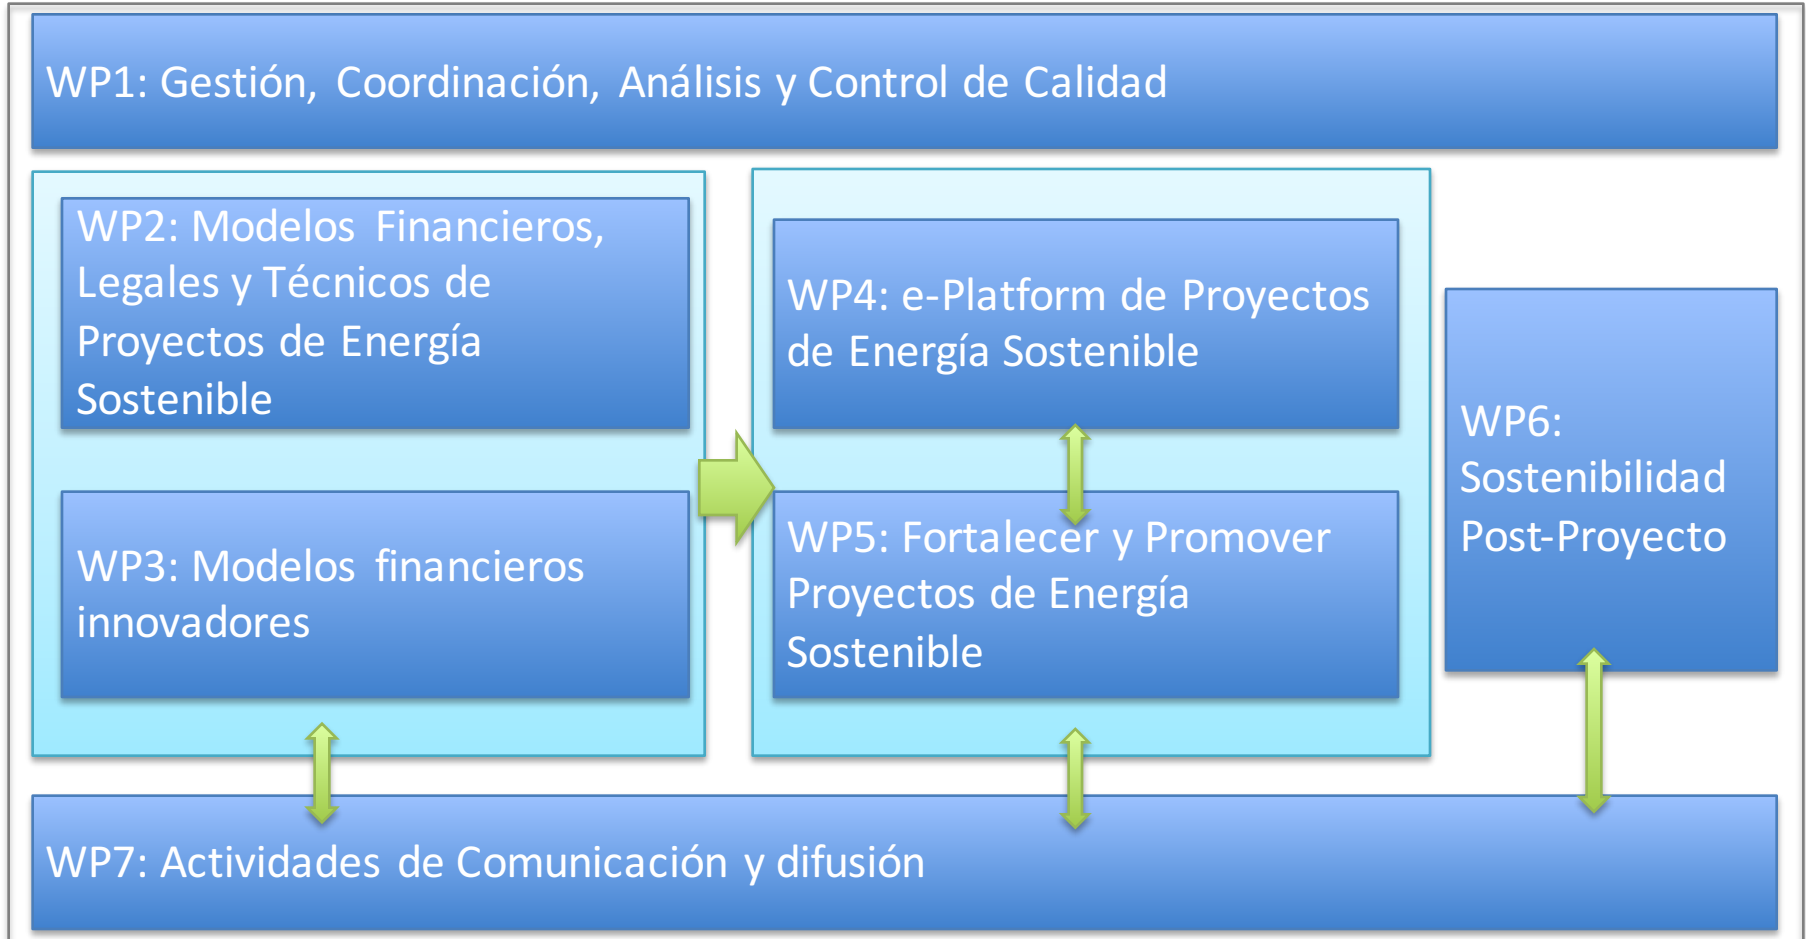 WP1: Gestión, Coordinación, Análisis y Control de Calidad
WP2: Modelos Financieros,
Legales y Técnicos de
Proyectos de Energía
Sostenible
WP3: Modelos financieros
innovadores
WP4: e-Platform de Proyectos
de Energía Sostenible
WP5: Fortalecer y Promover
Proyectos de Energía
Sostenible
WP6:
Sostenibilidad
Post-Proyecto
WP7: Actividades de Comunicación y difusión